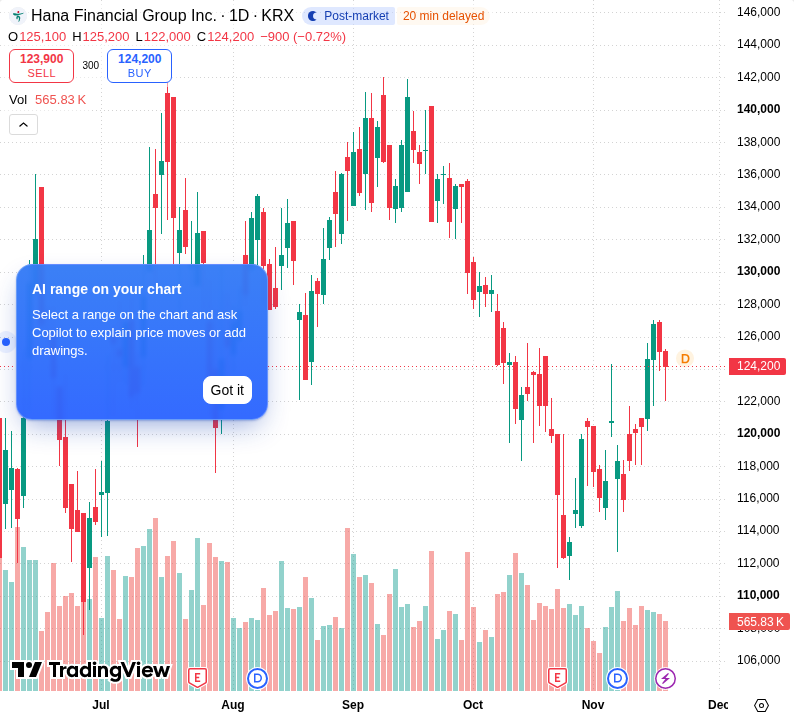 Hana Financial Group Inc. · 1D · KRX Post-market 20 min delayed
O125,100 H125,200 L122,000 C124,200 −900 (−0.72%)
123,900 SELL
300
124,200 BUY
Vol 565.83 K
AI range on your chart
Select a range on the chart and ask
Copilot to explain price moves or add
drawings.
Got it
D
146,000
144,000
142,000
140,000
138,000
136,000
134,000
132,000
130,000
128,000
126,000
124,200
122,000
120,000
118,000
116,000
114,000
112,000
110,000
565.83 K
106,000
TradingView
E D E D
Jul Aug Sep Oct Nov Dec